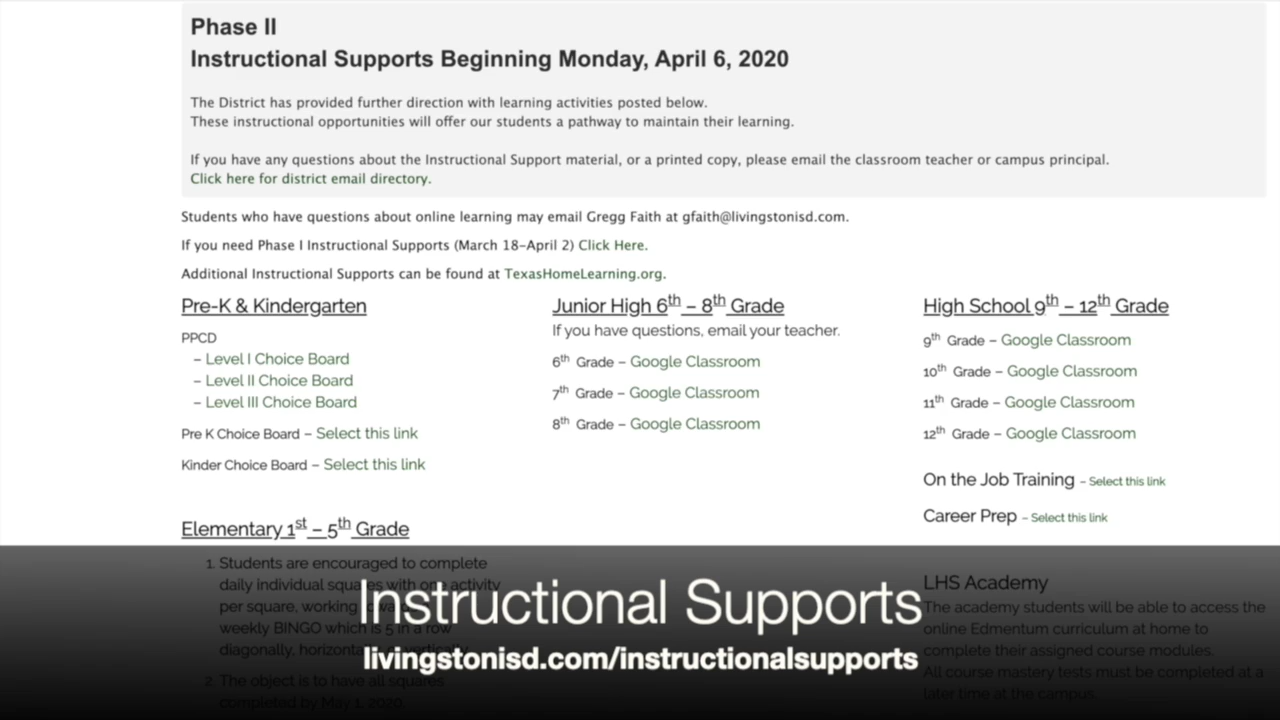 Phase II
Instructional Supports Beginning Monday, April 6, 2020
The District has provided further direction with learning activities posted below.
These instructional opportunities will offer our students a pathway to maintain their learning.
If you have any questions about the Instructional Support material, or a printed copy, please email the classroom teacher or campus principal.
Click here for district email directory.
Students who have questions about online learning may email Gregg Faith at gfaith@livingstonisd.com.
If you need Phase I Instructional Supports (March 18–April 2) Click Here.
Additional Instructional Supports can be found at TexasHomeLearning.org.
Pre-K & Kindergarten
PPCD
– Level I Choice Board
– Level II Choice Board
– Level III Choice Board
Pre K Choice Board – Select this link
Kinder Choice Board – Select this link
Elementary 1st – 5th Grade
1. Students are encouraged to complete
daily individual squares with one activity
per square, working
weekly BINGO which is 5 in a row
diagonally,
2. The object is to have all squares
completed by May 1, 2020.
Junior High 6th – 8th Grade
If you have questions, email your teacher.
6th Grade – Google Classroom
7th Grade – Google Classroom
8th Grade – Google Classroom
High School 9th – 12th Grade
9th Grade – Google Classroom
10th Grade – Google Classroom
11th Grade – Google Classroom
12th Grade – Google Classroom
On the Job Training – Select this link
Career Prep – Select this link
LHS Academy
The academy students will be able to access the
online Edmentum curriculum at home to
complete their assigned course modules.
All course mastery tests must be completed at a
later time at the campus.
Instructional Supports
livingstonisd.com/instructionalsupports